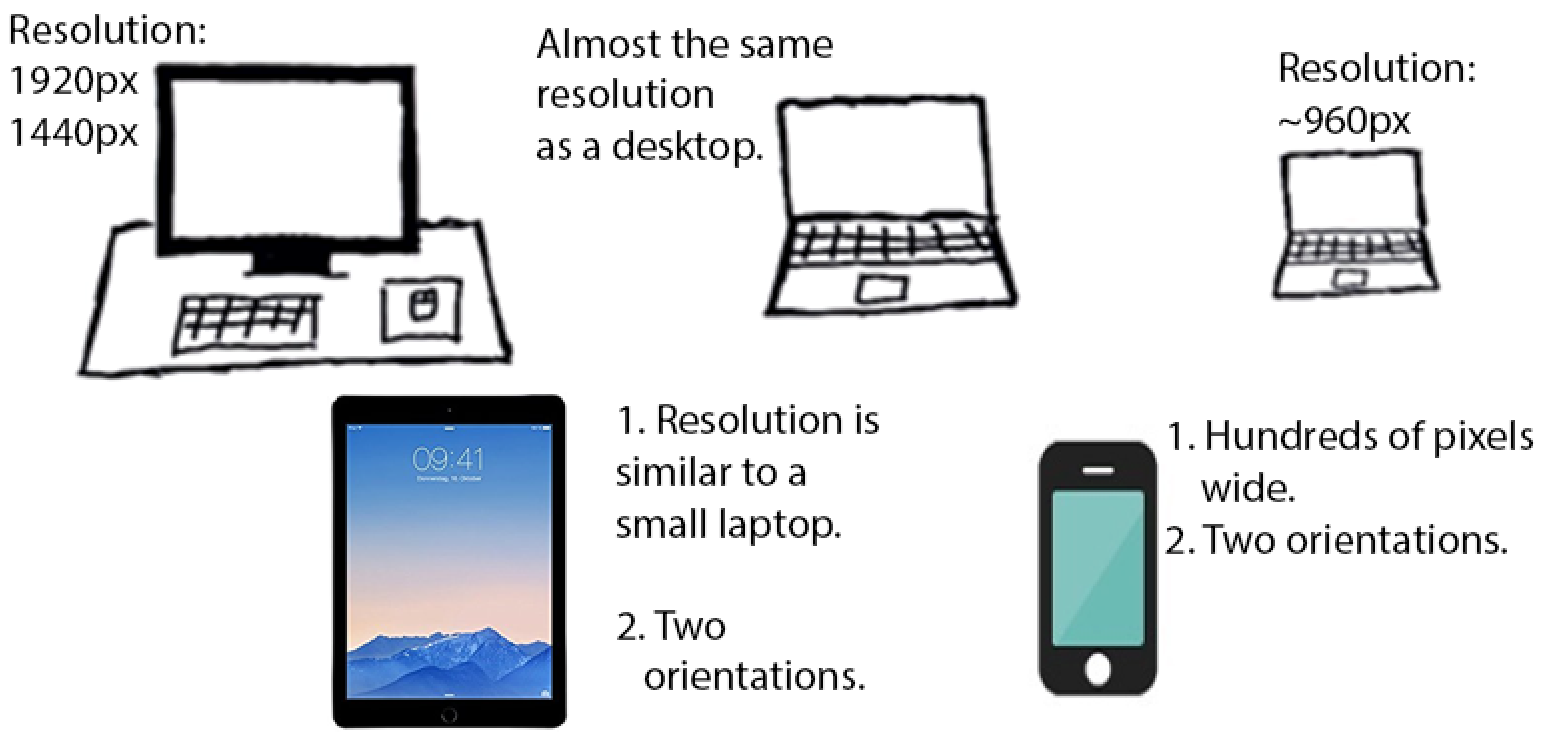 Resolution:
1920px
1440px
Almost the same
resolution
as a desktop.
Resolution:
~960px
09:41
1. Resolution is
similar to a
small laptop.
2. Two
orientations.
1. Hundreds of pixels
wide.
2. Two orientations.